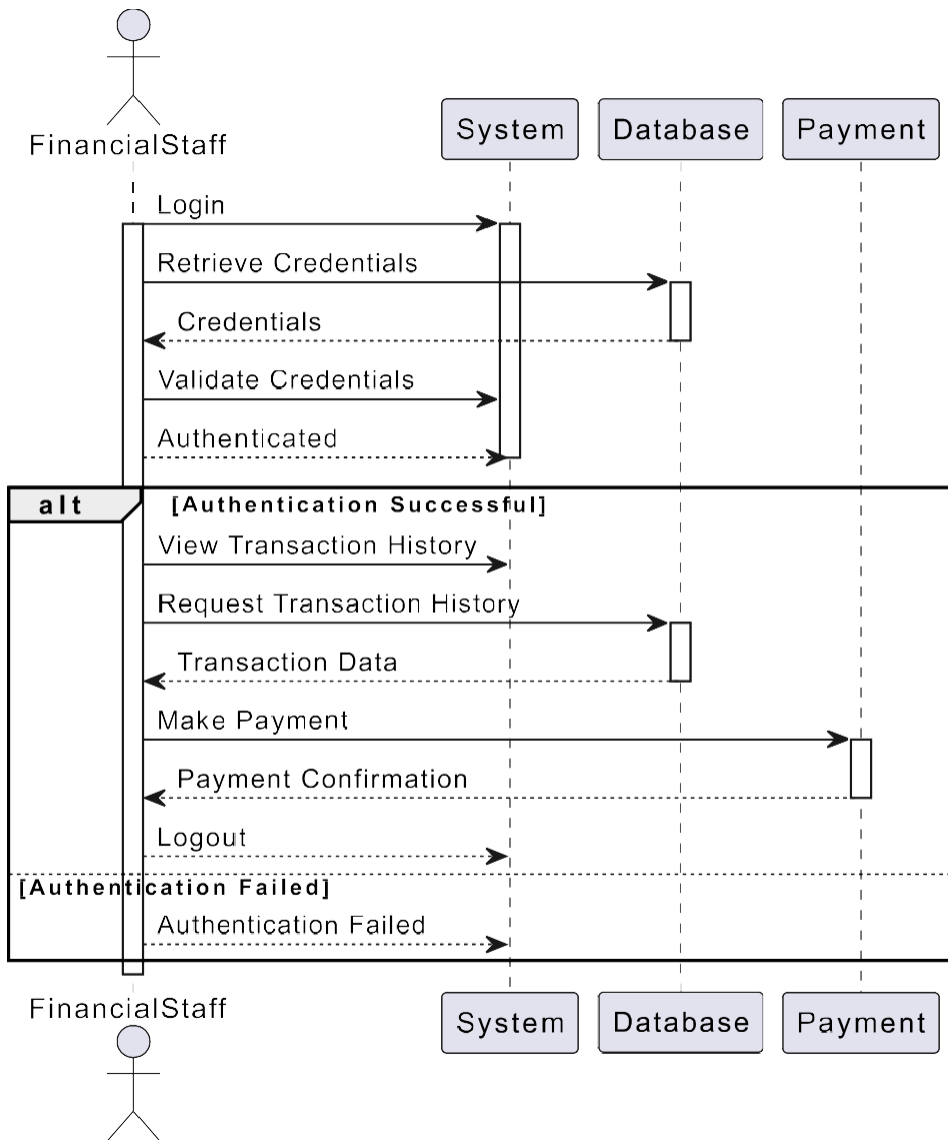 FinancialStaff
System
Database
Payment
Login
Retrieve Credentials
Credentials
Validate Credentials
Authenticated
alt
[Authentication Successful]
View Transaction History
Request Transaction History
Transaction Data
Make Payment
Payment Confirmation
Logout
[Authentication Failed]
Authentication Failed
FinancialStaff
System
Database
Payment